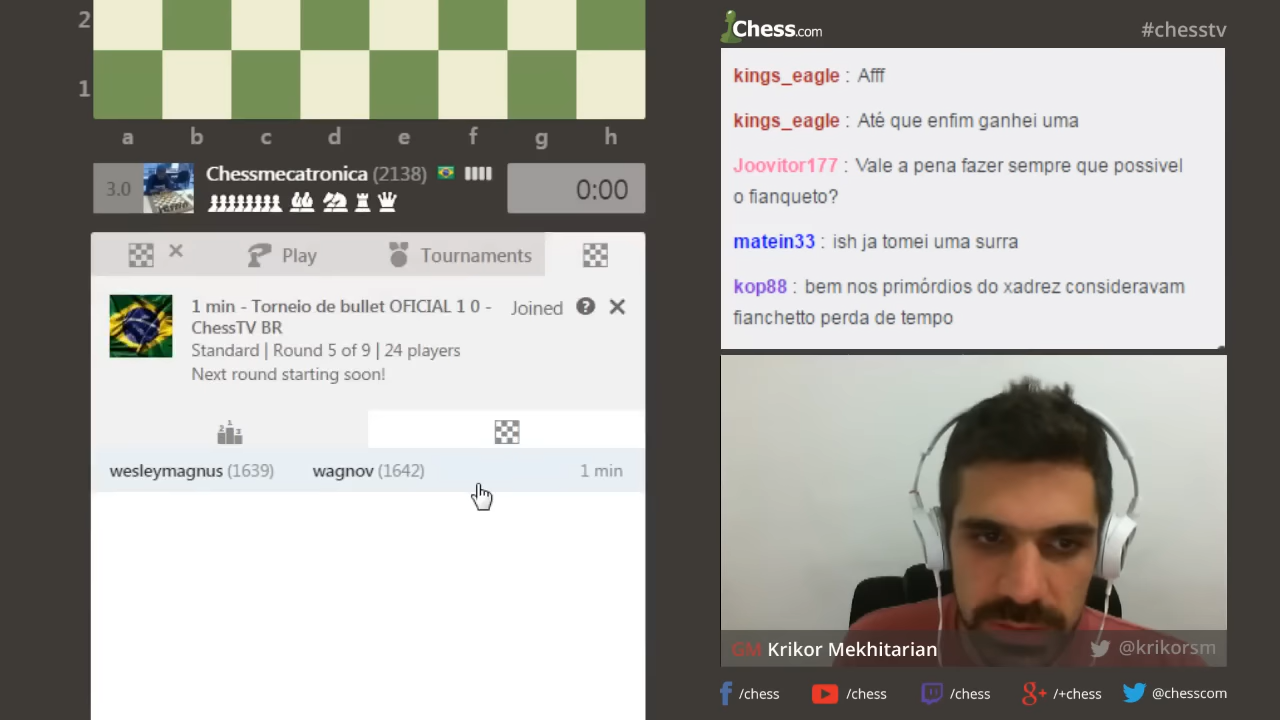 2
1
a b c d e f g h
3.0
Chessmecatronica (2138)
0:00
Play
Tournaments
1 min - Torneio de bullet OFICIAL 1 0 -
ChessTV BR
Joined
Standard | Round 5 of 9 | 24 players
Next round starting soon!
2 1 3
wesleymagnus (1639) wagnov (1642) 1 min
Chess.com
#chesstv
kings_eagle : Afff
kings_eagle : Até que enfim ganhei uma
Joovitor177 : Vale a pena fazer sempre que possivel
o fianqueto?
matein33 : ish ja tomei uma surra
kop88 : bem nos primórdios do xadrez consideravam
fianchetto perda de tempo
GM Krikor Mekhitarian
@krikorsm
/chess /chess /chess /+chess @chesscom